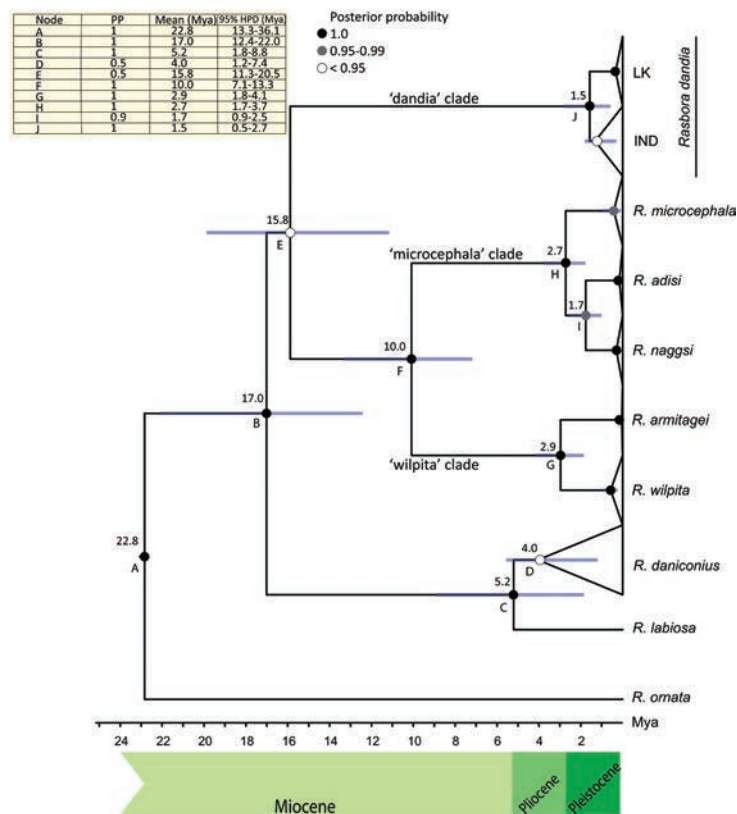 Node PP Mean (Mya) 95% HPD (Mya)
A 1 22.8 13.3-36.1
B 1 17.0 12.4-22.0
C 1 5.2 1.8-8.8
D 0.5 4.0 1.2-7.4
E 0.5 15.8 11.3-20.5
F 1 10.0 7.1-13.3
G 1 2.9 1.8-4.1
H 1 2.7 1.7-3.7
I 0.9 1.7 0.9-2.5
J 1 1.5 0.5-2.7
Posterior probability
1.0
0.95-0.99
< 0.95
LK
1.5
'dandia' clade
J
IND
Rasbora dandia
R. microcephala
15.8
E
'microcephala' clade
2.7
H
R. adisi
1.7
I
R. naggsi
10.0
F
17.0
B
R. armitagei
2.9
'wilpita' clade
G
R. wilpita
22.8
A
4.0
D
R. daniconius
5.2
C
R. labiosa
R. ornata
Mya
24 22 20 18 16 14 12 10 8 6 4 2
Miocene
Pliocene
Pleistocene